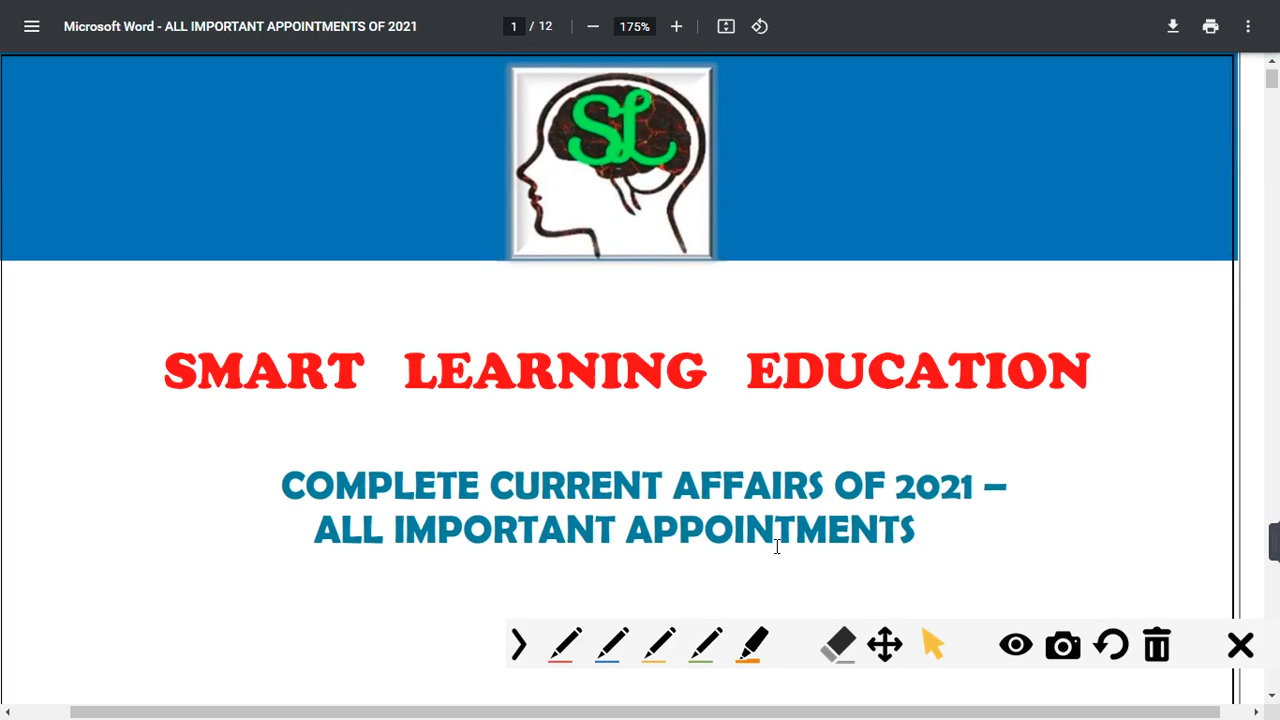 Microsoft Word - ALL IMPORTANT APPOINTMENTS OF 2021
1 / 12
175%
SL
SMART LEARNING EDUCATION
COMPLETE CURRENT AFFAIRS OF 2021 –
ALL IMPORTANT APPOINTMENTS